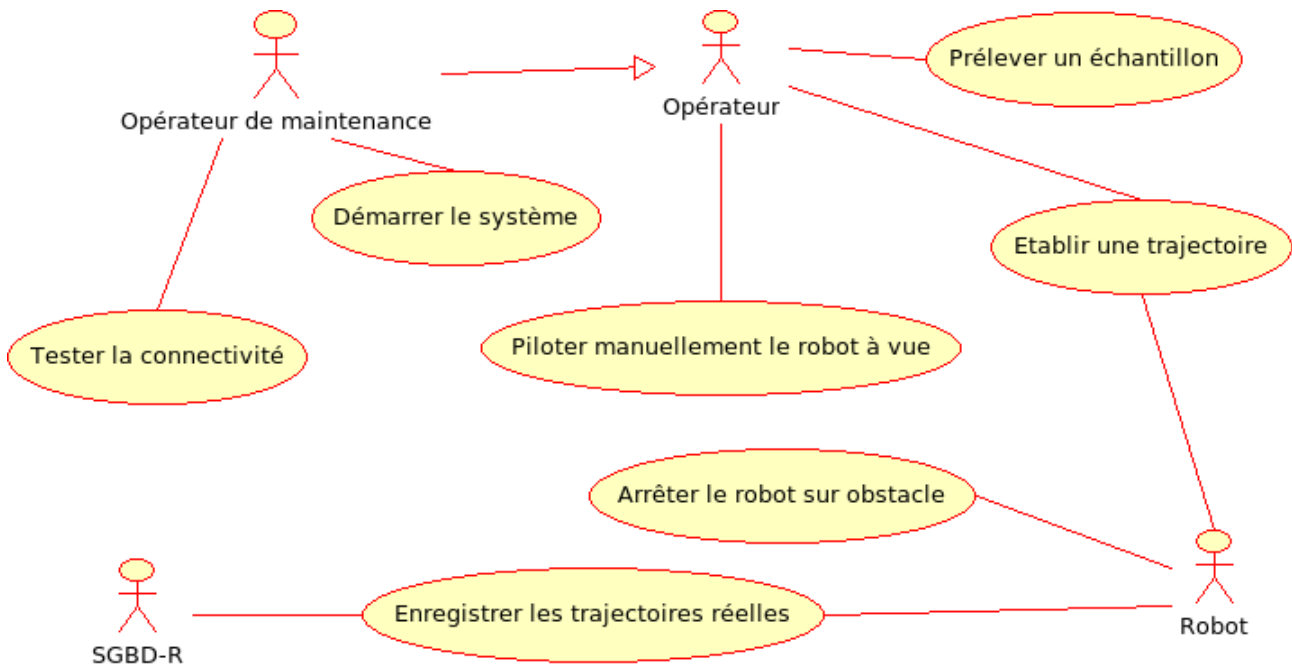 Prélever un échantillon
Opérateur
Opérateur de maintenance
Démarrer le système
Etablir une trajectoire
Piloter manuellement le robot à vue
Tester la connectivité
Arrêter le robot sur obstacle
Enregistrer les trajectoires réelles
Robot
SGBD-R